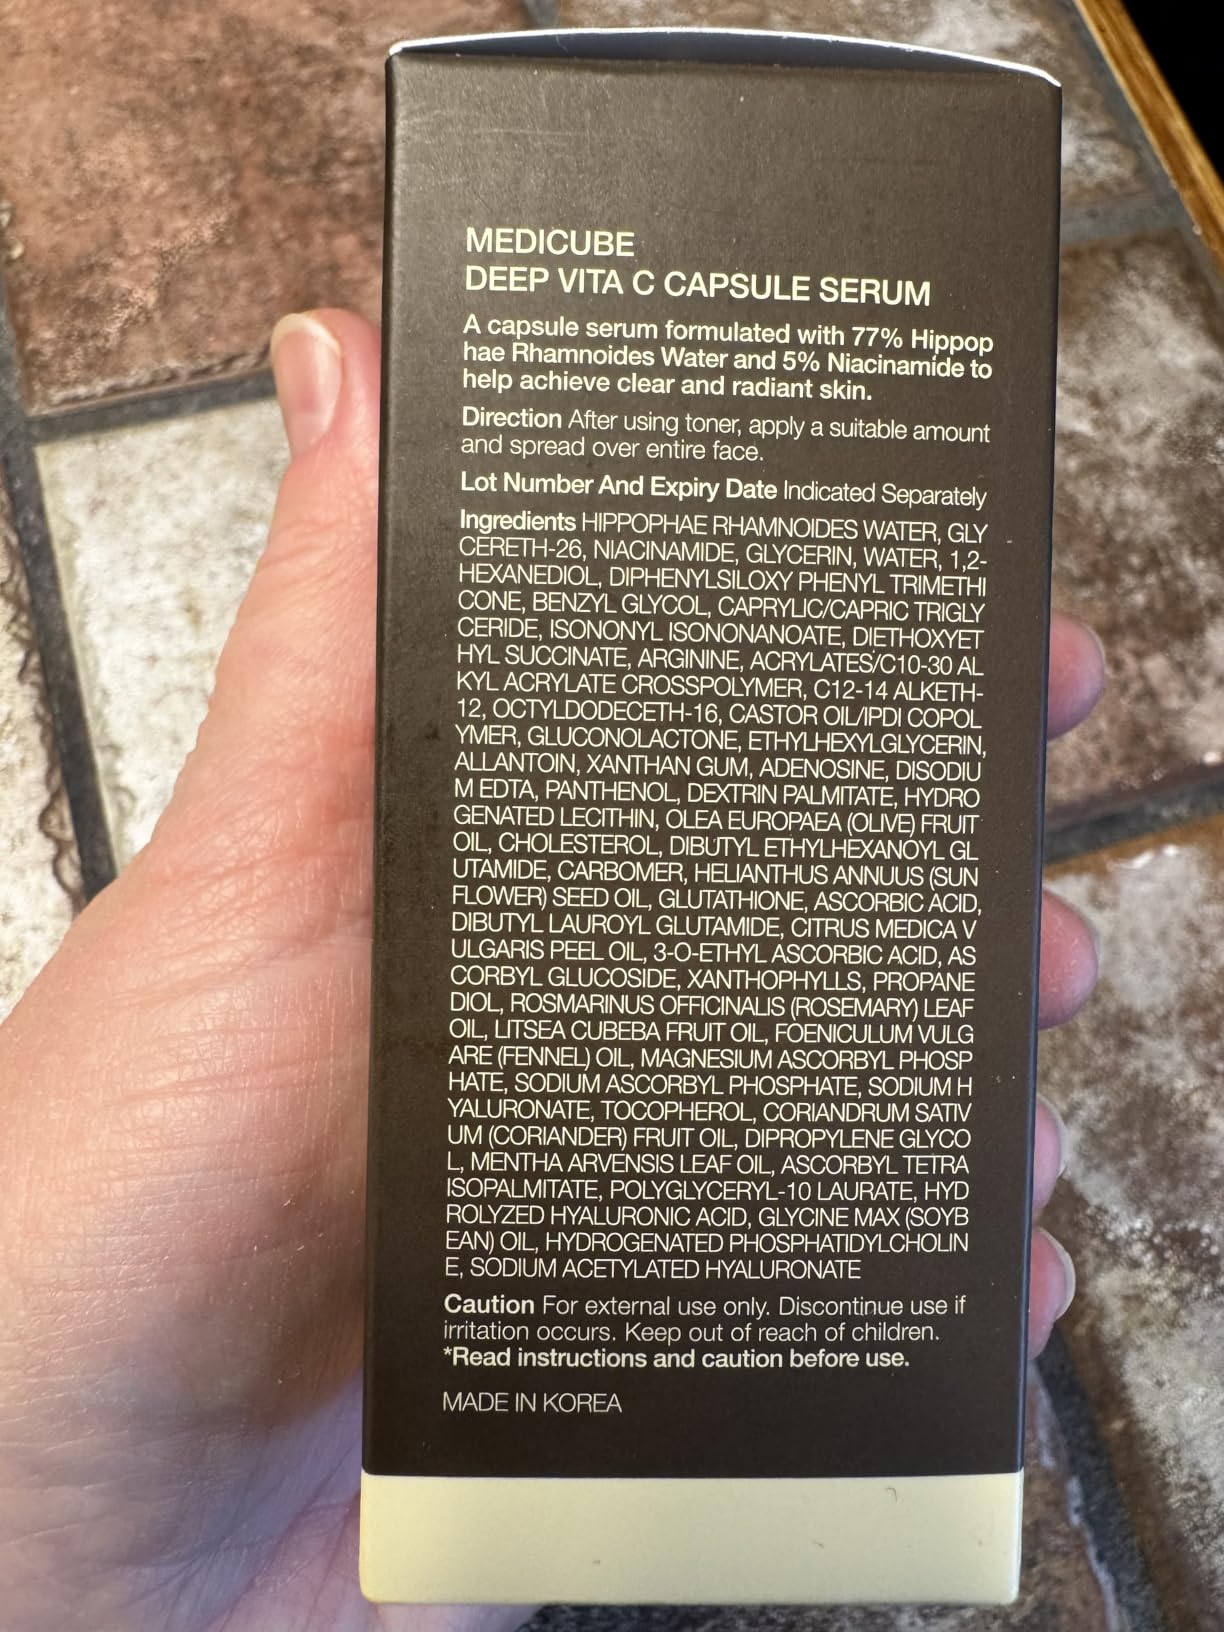 MEDICUBE
DEEP VITA C CAPSULE SERUM
A capsule serum formulated with 77% Hippop
hae Rhamnoides Water and 5% Niacinamide to
help achieve clear and radiant skin.
Direction After using toner, apply a suitable amount
and spread over entire face.
Lot Number And Expiry Date Indicated Separately
Ingredients HIPPOPHAE RHAMNOIDES WATER, GLY
CERETH-26, NIACINAMIDE, GLYCERIN, WATER, 1,2-
HEXANEDIOL, DIPHENYLSILOXY PHENYL TRIMETHI
CONE, BENZYL GLYCOL, CAPRYLIC/CAPRIC TRIGLY
CERIDE, ISONONYL ISONONANOATE, DIETHOXYET
HYL SUCCINATE, ARGININE, ACRYLATES/C10-30 AL
KYL ACRYLATE CROSSPOLYMER, C12-14 ALKETH-
12, OCTYLDODECETH-16, CASTOR OIL/IPDI COPOL
YMER, GLUCONOLACTONE, ETHYLHEXYLGLYCERIN,
ALLANTOIN, XANTHAN GUM, ADENOSINE, DISODIU
M EDTA, PANTHENOL, DEXTRIN PALMITATE, HYDRO
GENATED LECITHIN, OLEA EUROPAEA (OLIVE) FRUIT
OIL, CHOLESTEROL, DIBUTYL ETHYLHEXANOYL GL
UTAMIDE, CARBOMER, HELIANTHUS ANNUUS (SUN
FLOWER) SEED OIL, GLUTATHIONE, ASCORBIC ACID,
DIBUTYL LAUROYL GLUTAMIDE, CITRUS MEDICA V
ULGARIS PEEL OIL, 3-O-ETHYL ASCORBIC ACID, AS
CORBYL GLUCOSIDE, XANTHOPHYLLS, PROPANE
DIOL, ROSMARINUS OFFICINALIS (ROSEMARY) LEAF
OIL, LITSEA CUBEBA FRUIT OIL, FOENICULUM VULG
ARE (FENNEL) OIL, MAGNESIUM ASCORBYL PHOSP
HATE, SODIUM ASCORBYL PHOSPHATE, SODIUM H
YALURONATE, TOCOPHEROL, CORIANDRUM SATIV
UM (CORIANDER) FRUIT OIL, DIPROPYLENE GLYCO
L, MENTHA ARVENSIS LEAF OIL, ASCORBYL TETRA
ISOPALMITATE, POLYGLYCERYL-10 LAURATE, HYD
ROLYZED HYALURONIC ACID, GLYCINE MAX (SOYB
EAN) OIL, HYDROGENATED PHOSPHATIDYLCHOLIN
E, SODIUM ACETYLATED HYALURONATE
Caution For external use only. Discontinue use if
irritation occurs. Keep out of reach of children.
*Read instructions and caution before use.
MADE IN KOREA